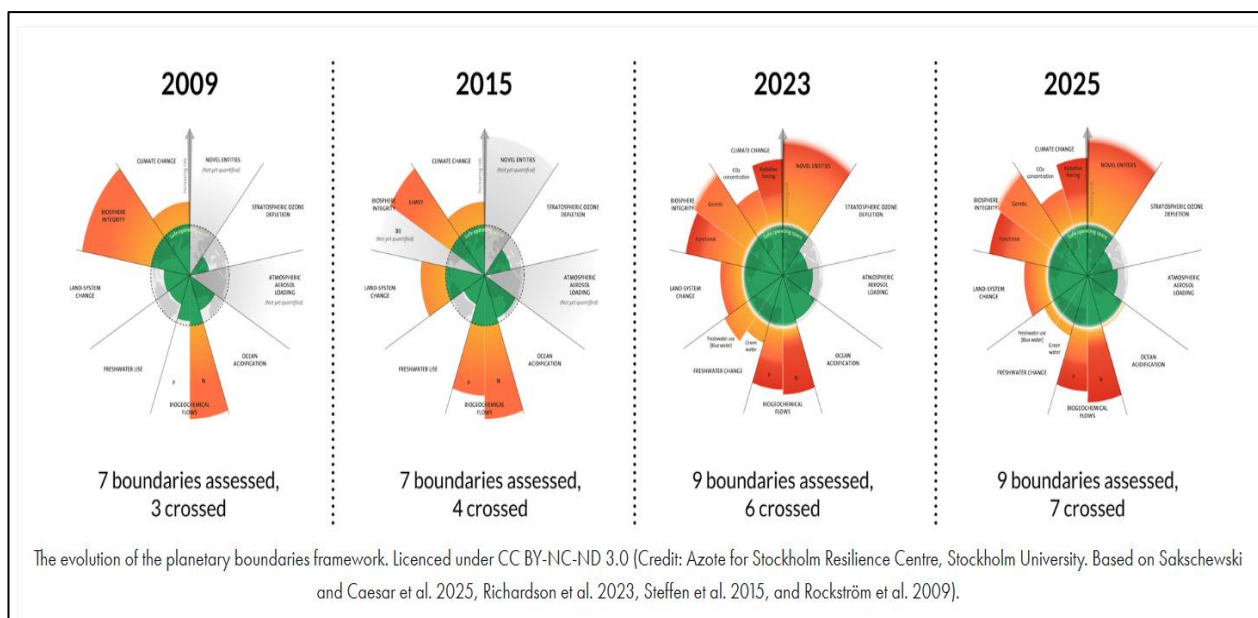 2009
2015
2023
2025
CLIMATE CHANGE
NOVEL ENTITIES
(Not yet quantified)
STRATOSPHERIC OZONE
DEPLETION
ATMOSPHERIC
AEROSOL
LOADING
(Not yet quantified)
OCEAN
ACIDIFICATION
BIOGEOCHEMICAL
FLOWS
P
N
FRESHWATER USE
LAND-SYSTEM
CHANGE
BIOSPHERE
INTEGRITY
Increasing risk
CLIMATE CHANGE
NOVEL ENTITIES
(Not yet quantified)
STRATOSPHERIC OZONE
DEPLETION
ATMOSPHERIC
AEROSOL
LOADING
(Not yet quantified)
OCEAN
ACIDIFICATION
BIOGEOCHEMICAL
FLOWS
P
N
FRESHWATER USE
LAND-SYSTEM
CHANGE
BIOSPHERE
INTEGRITY
E/MSY
BII
(Not yet quantified)
CLIMATE CHANGE
CO₂
concentration
Radiative
forcing
NOVEL ENTITIES
STRATOSPHERIC OZONE
DEPLETION
ATMOSPHERIC
AEROSOL
LOADING
OCEAN
ACIDIFICATION
BIOGEOCHEMICAL
FLOWS
P
N
FRESHWATER CHANGE
Freshwater use
(Blue water)
Green
water
LAND-SYSTEM
CHANGE
BIOSPHERE
INTEGRITY
Genetic
Functional
Safe operating space
CLIMATE CHANGE
CO₂
concentration
Radiative
forcing
NOVEL ENTITIES
STRATOSPHERIC OZONE
DEPLETION
ATMOSPHERIC
AEROSOL
LOADING
OCEAN
ACIDIFICATION
BIOGEOCHEMICAL
FLOWS
P
N
FRESHWATER CHANGE
Freshwater use
(Blue water)
Green
water
LAND-SYSTEM
CHANGE
BIOSPHERE
INTEGRITY
Genetic
Functional
Safe operating space
7 boundaries assessed,
3 crossed
7 boundaries assessed,
4 crossed
9 boundaries assessed,
6 crossed
9 boundaries assessed,
7 crossed
The evolution of the planetary boundaries framework. Licenced under CC BY-NC-ND 3.0 (Credit: Azote for Stockholm Resilience Centre, Stockholm University. Based on Sakschewski
and Caesar et al. 2025, Richardson et al. 2023, Steffen et al. 2015, and Rockström et al. 2009).